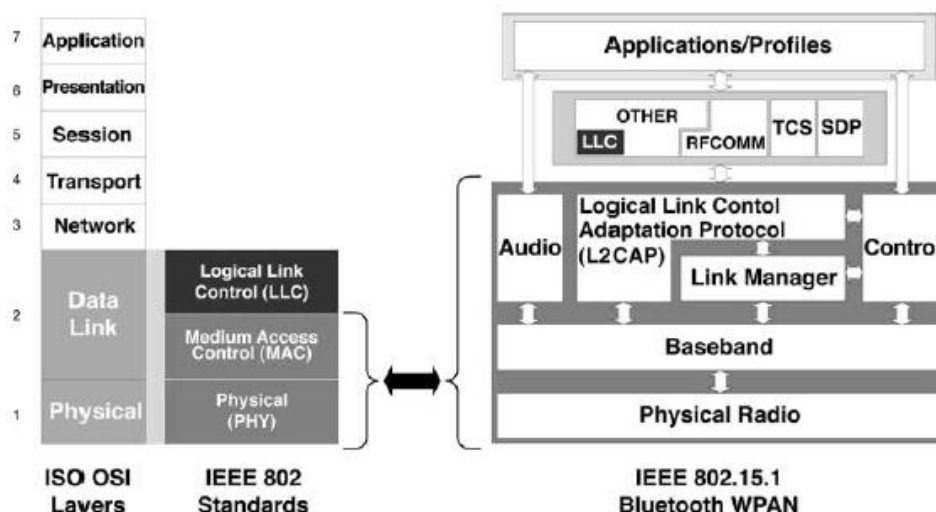 7
Application
6
Presentation
5
Session
4
Transport
3
Network
2
Data
Link
1
Physical
ISO OSI
Layers
Logical Link
Control (LLC)
Medium Access
Control (MAC)
Physical
(PHY)
IEEE 802
Standards
Applications/Profiles
OTHER
LLC
RFCOMM
TCS
SDP
Audio
Logical Link Contol
Adaptation Protocol
(L2CAP)
Link Manager
Contro
Baseband
Physical Radio
IEEE 802.15.1
Bluetooth WPAN